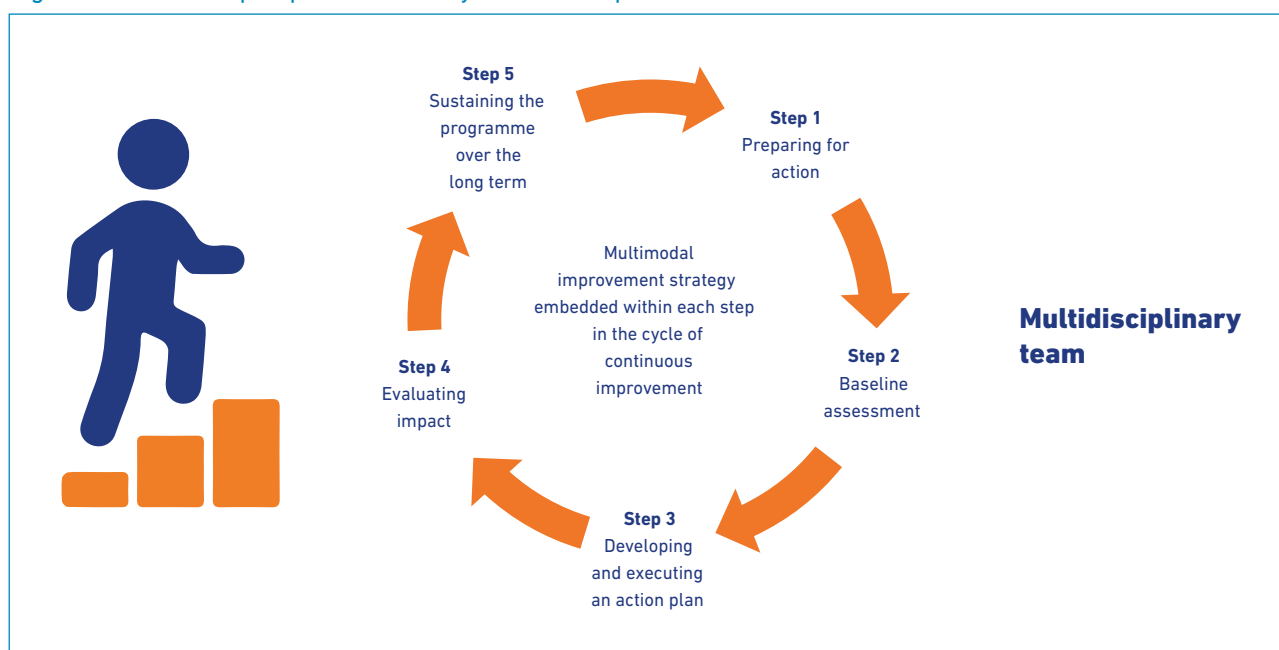 Step 5
Sustaining the
programme
over the
long term
Step 1
Preparing for
action
Multimodal
improvement strategy
embedded within each step
in the cycle of
continuous
improvement
Step 2
Baseline
assessment
Step 4
Evaluating
impact
Step 3
Developing
and executing
an action plan
Multidisciplinary
team